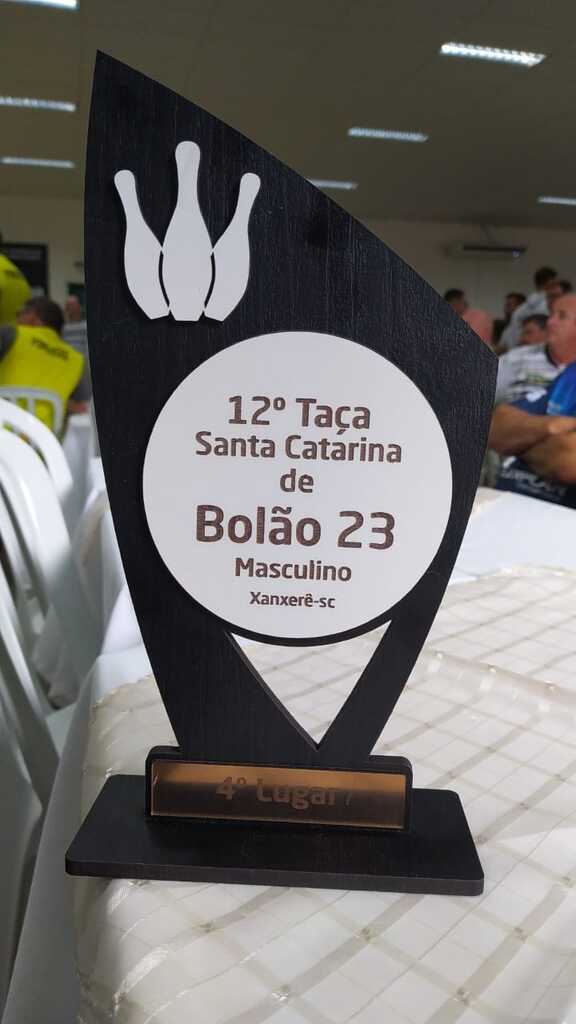 12º Taça
Santa Catarina
de
Bolão 23
Masculino
Xanxerê-sc
4º Lugar